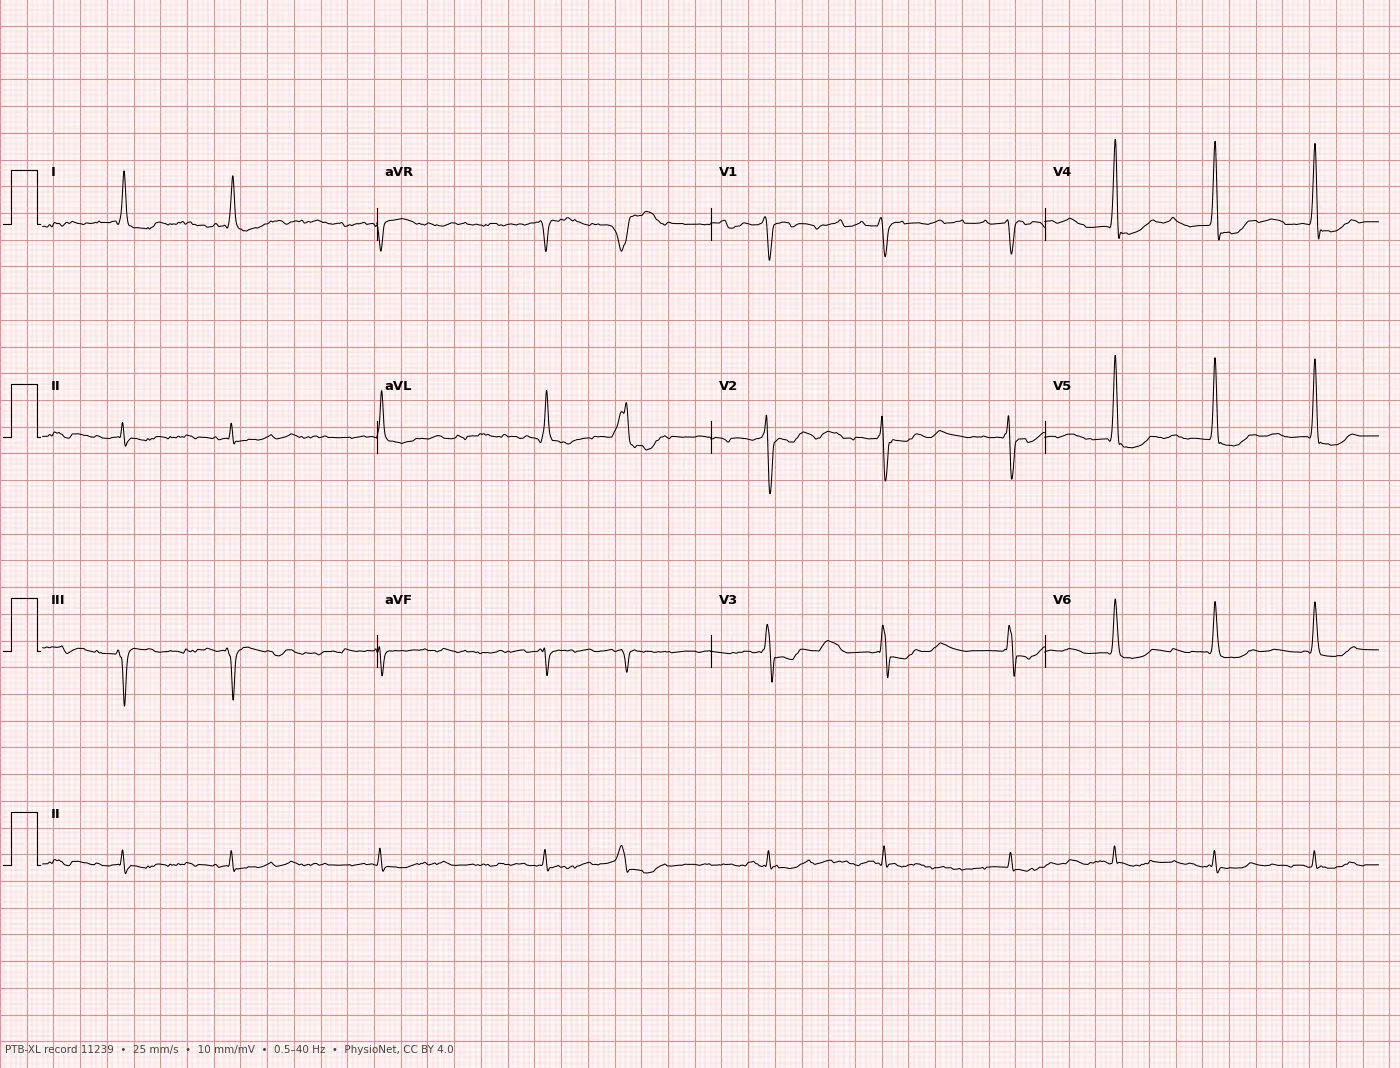 I aVR V1 V4
II aVL V2 V5
III aVF V3 V6
II
PTB-XL record 11239 • 25 mm/s • 10 mm/mV • 0.5–40 Hz • PhysioNet, CC BY 4.0